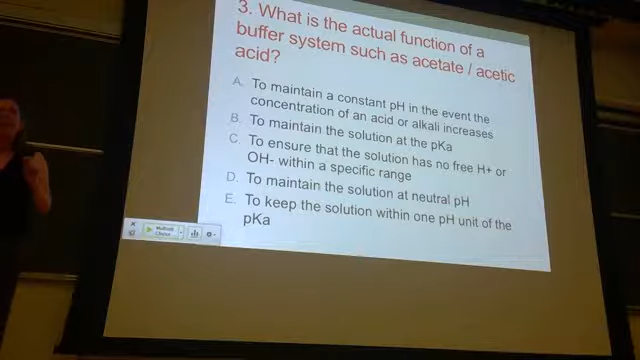 3. What is the actual function of a
buffer system such as acetate / acetic
acid?
A. To maintain a constant pH in the event the
concentration of an acid or alkali increases
B. To maintain the solution at the pKa
C. To ensure that the solution has no free H+ or
OH- within a specific range
D. To maintain the solution at neutral pH
E. To keep the solution within one pH unit of the
pKa
Multiple
Choice